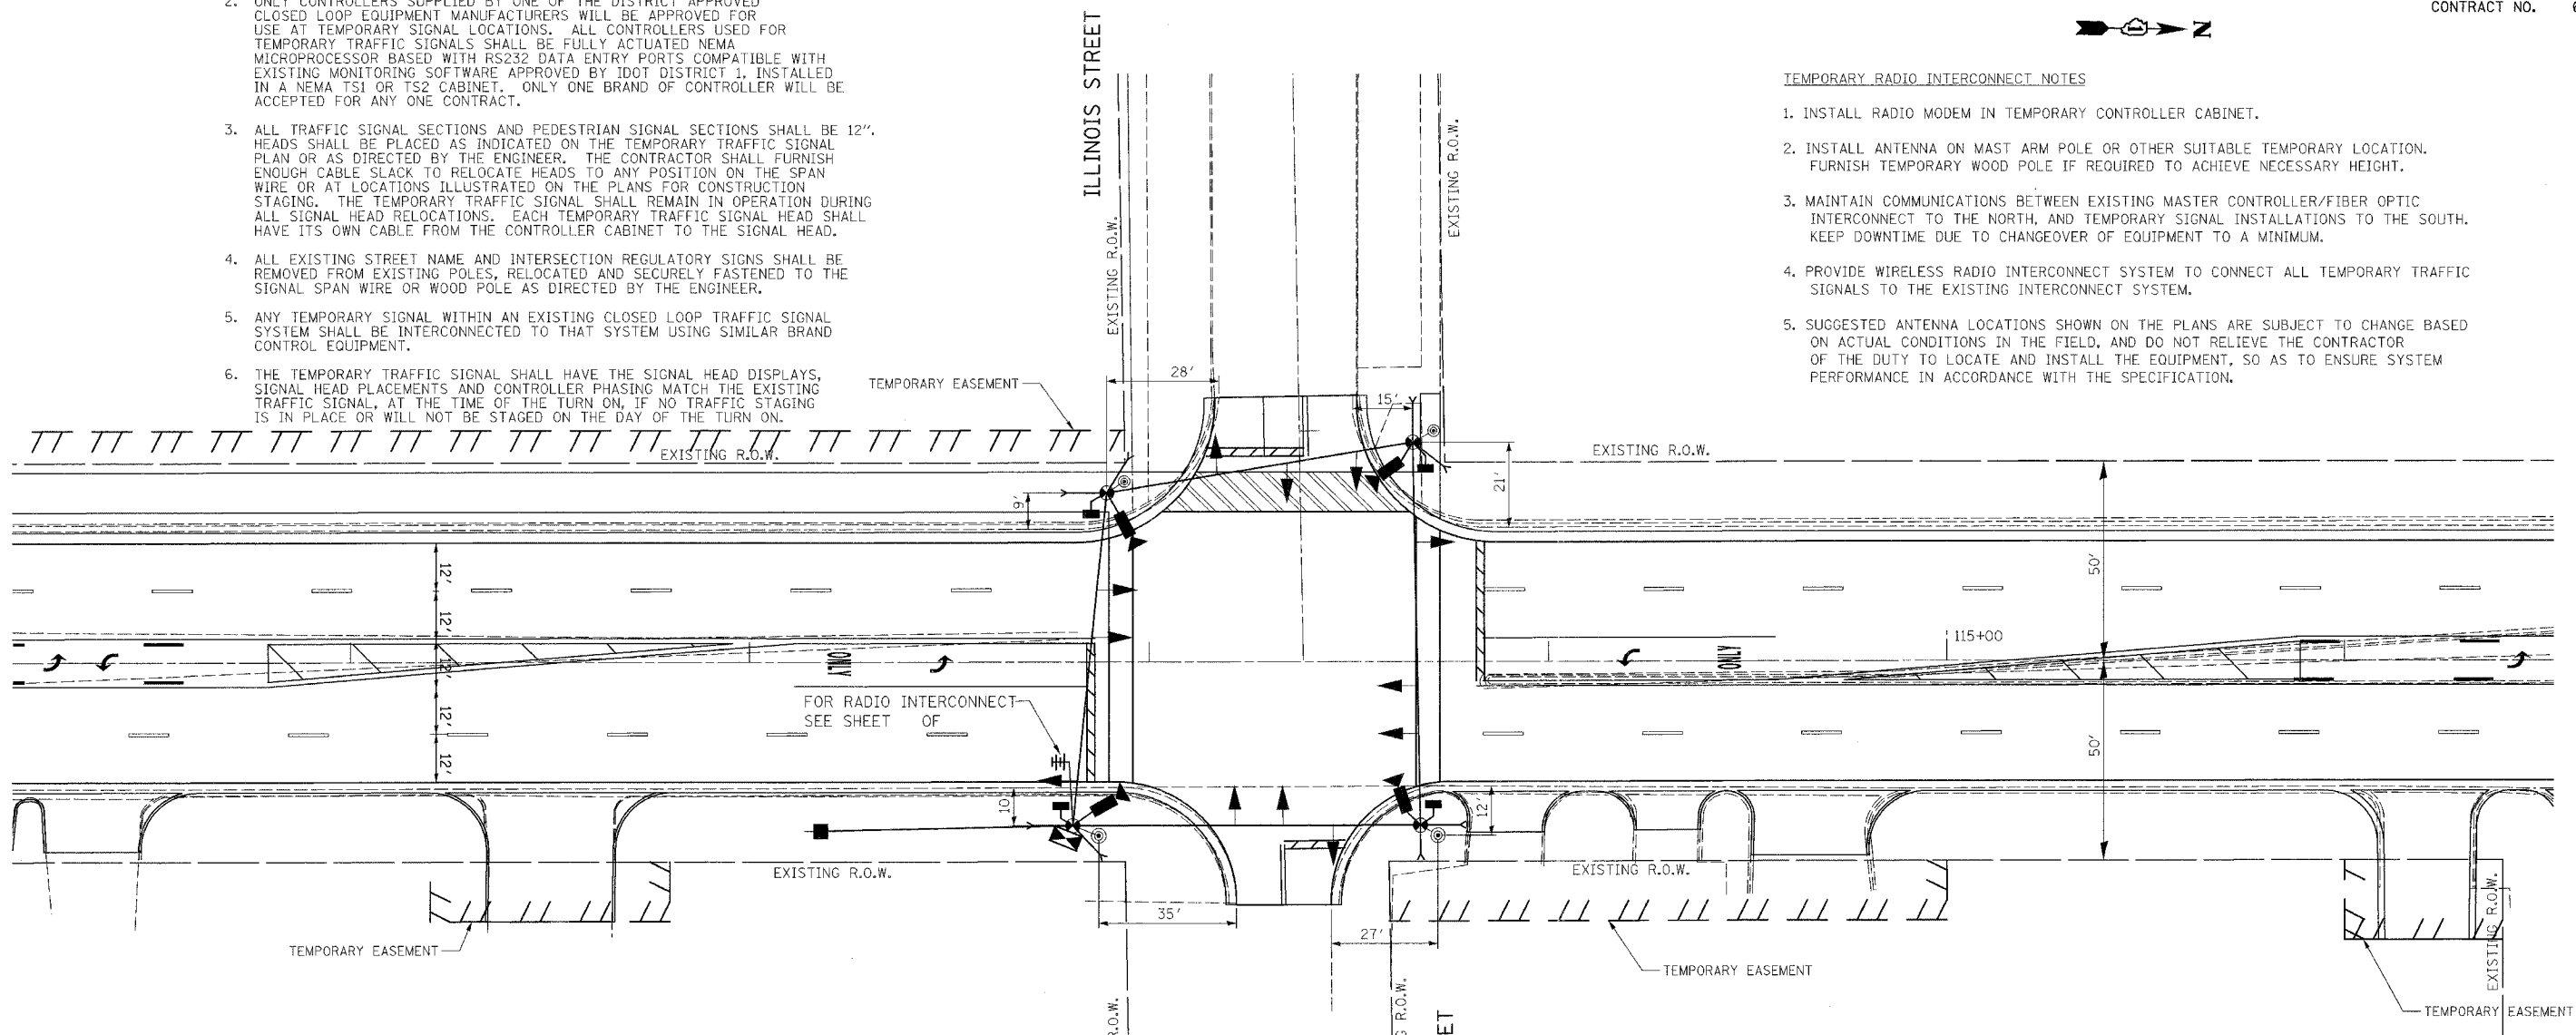 2. ONLY CONTROLLERS SUPPLIED BY ONE OF THE DISTRICT APPROVED
CLOSED LOOP EQUIPMENT MANUFACTURERS WILL BE APPROVED FOR
USE AT TEMPORARY SIGNAL LOCATIONS. ALL CONTROLLERS USED FOR
TEMPORARY TRAFFIC SIGNALS SHALL BE FULLY ACTUATED NEMA
MICROPROCESSOR BASED WITH RS232 DATA ENTRY PORTS COMPATIBLE WITH
EXISTING MONITORING SOFTWARE APPROVED BY IDOT DISTRICT 1, INSTALLED
IN A NEMA TS1 OR TS2 CABINET. ONLY ONE BRAND OF CONTROLLER WILL BE
ACCEPTED FOR ANY ONE CONTRACT.
3. ALL TRAFFIC SIGNAL SECTIONS AND PEDESTRIAN SIGNAL SECTIONS SHALL BE 12".
HEADS SHALL BE PLACED AS INDICATED ON THE TEMPORARY TRAFFIC SIGNAL
PLAN OR AS DIRECTED BY THE ENGINEER. THE CONTRACTOR SHALL FURNISH
ENOUGH CABLE SLACK TO RELOCATE HEADS TO ANY POSITION ON THE SPAN
WIRE OR AT LOCATIONS ILLUSTRATED ON THE PLANS FOR CONSTRUCTION
STAGING. THE TEMPORARY TRAFFIC SIGNAL SHALL REMAIN IN OPERATION DURING
ALL SIGNAL HEAD RELOCATIONS. EACH TEMPORARY TRAFFIC SIGNAL HEAD SHALL
HAVE ITS OWN CABLE FROM THE CONTROLLER CABINET TO THE SIGNAL HEAD.
4. ALL EXISTING STREET NAME AND INTERSECTION REGULATORY SIGNS SHALL BE
REMOVED FROM EXISTING POLES, RELOCATED AND SECURELY FASTENED TO THE
SIGNAL SPAN WIRE OR WOOD POLE AS DIRECTED BY THE ENGINEER.
5. ANY TEMPORARY SIGNAL WITHIN AN EXISTING CLOSED LOOP TRAFFIC SIGNAL
SYSTEM SHALL BE INTERCONNECTED TO THAT SYSTEM USING SIMILAR BRAND
CONTROL EQUIPMENT.
6. THE TEMPORARY TRAFFIC SIGNAL SHALL HAVE THE SIGNAL HEAD DISPLAYS,
SIGNAL HEAD PLACEMENTS AND CONTROLLER PHASING MATCH THE EXISTING
TRAFFIC SIGNAL, AT THE TIME OF THE TURN ON, IF NO TRAFFIC STAGING
IS IN PLACE OR WILL NOT BE STAGED ON THE DAY OF THE TURN ON.
ILLINOIS STREET
EXISTING R.O.W.
EXISTING R.O.W.
CONTRACT NO.
1
N
TEMPORARY RADIO INTERCONNECT NOTES
1. INSTALL RADIO MODEM IN TEMPORARY CONTROLLER CABINET.
2. INSTALL ANTENNA ON MAST ARM POLE OR OTHER SUITABLE TEMPORARY LOCATION.
FURNISH TEMPORARY WOOD POLE IF REQUIRED TO ACHIEVE NECESSARY HEIGHT.
3. MAINTAIN COMMUNICATIONS BETWEEN EXISTING MASTER CONTROLLER/FIBER OPTIC
INTERCONNECT TO THE NORTH, AND TEMPORARY SIGNAL INSTALLATIONS TO THE SOUTH.
KEEP DOWNTIME DUE TO CHANGEOVER OF EQUIPMENT TO A MINIMUM.
4. PROVIDE WIRELESS RADIO INTERCONNECT SYSTEM TO CONNECT ALL TEMPORARY TRAFFIC
SIGNALS TO THE EXISTING INTERCONNECT SYSTEM.
5. SUGGESTED ANTENNA LOCATIONS SHOWN ON THE PLANS ARE SUBJECT TO CHANGE BASED
ON ACTUAL CONDITIONS IN THE FIELD, AND DO NOT RELIEVE THE CONTRACTOR
OF THE DUTY TO LOCATE AND INSTALL THE EQUIPMENT, SO AS TO ENSURE SYSTEM
PERFORMANCE IN ACCORDANCE WITH THE SPECIFICATION.
TEMPORARY EASEMENT
28'
15'
EXISTING R.O.W.
EXISTING R.O.W.
9'
21'
12'
12'
12'
12'
12'
50'
50'
ONLY
ONLY
115+00
FOR RADIO INTERCONNECT
SEE SHEET OF
10'
12'
EXISTING R.O.W.
EXISTING R.O.W.
35'
27'
TEMPORARY EASEMENT
TEMPORARY EASEMENT
EXISTING R.O.W.
TEMPORARY EASEMENT
R.O.W.
G R.O.W.
ET